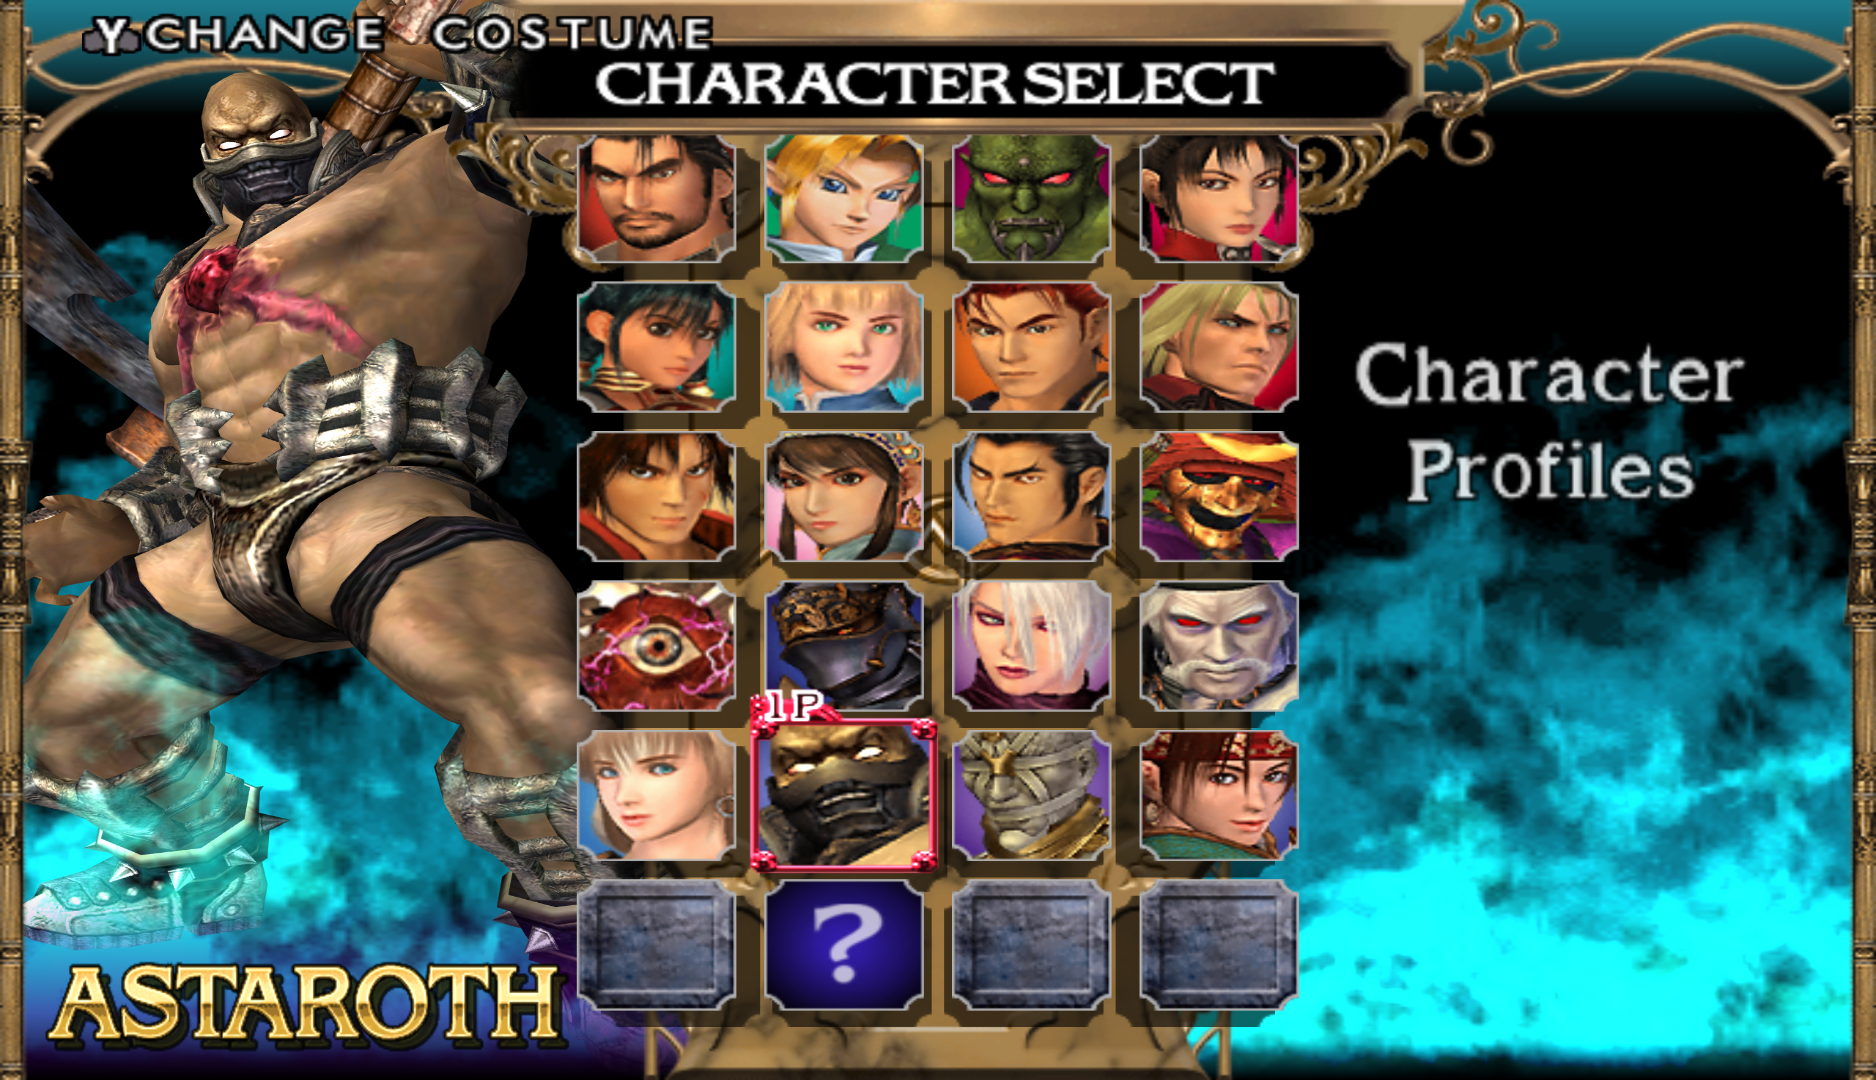 Y CHANGE COSTUME
CHARACTER SELECT
Character
Profiles
1P
?
ASTAROTH